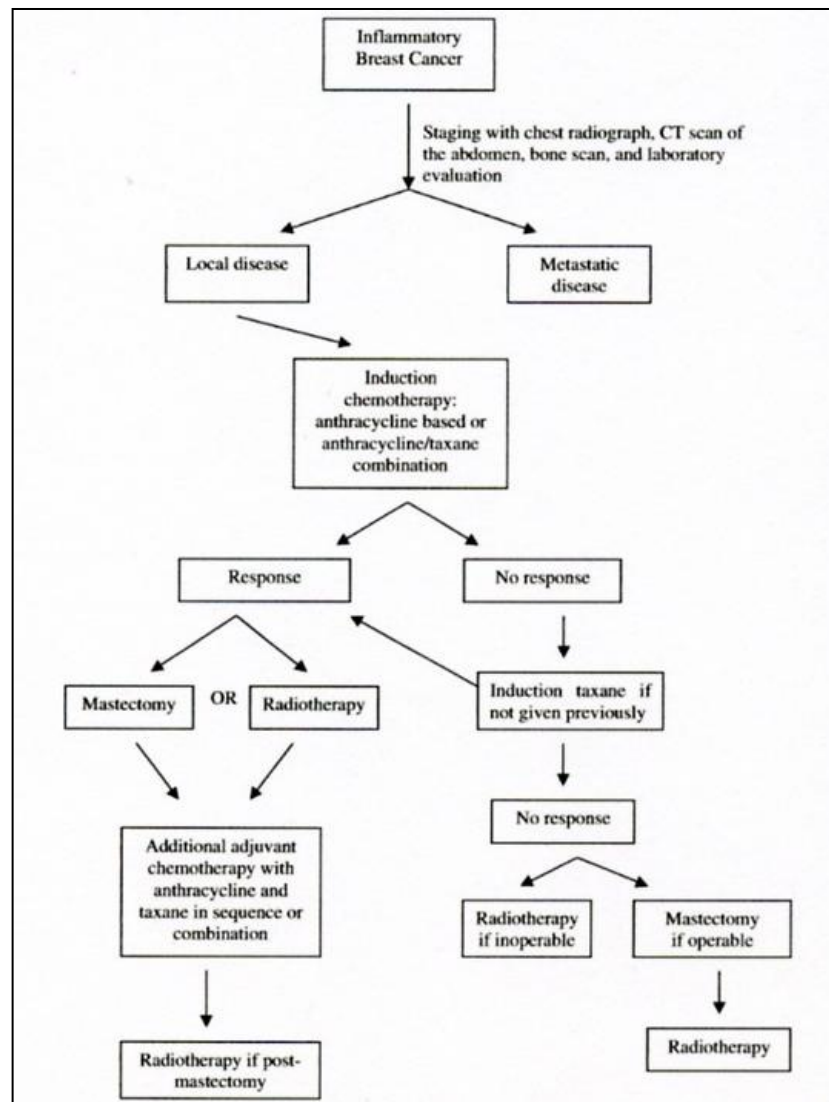 Inflammatory
Breast Cancer
Staging with chest radiograph, CT scan of
the abdomen, bone scan, and laboratory
evaluation
Local disease
Metastatic
disease
Induction
chemotherapy:
anthracycline based or
anthracycline/taxane
combination
Response
No response
Mastectomy
OR
Radiotherapy
Induction taxane if
not given previously
No response
Additional adjuvant
chemotherapy with
anthracycline and
taxane in sequence or
combination
Radiotherapy
if inoperable
Mastectomy
if operable
Radiotherapy if post-
mastectomy
Radiotherapy